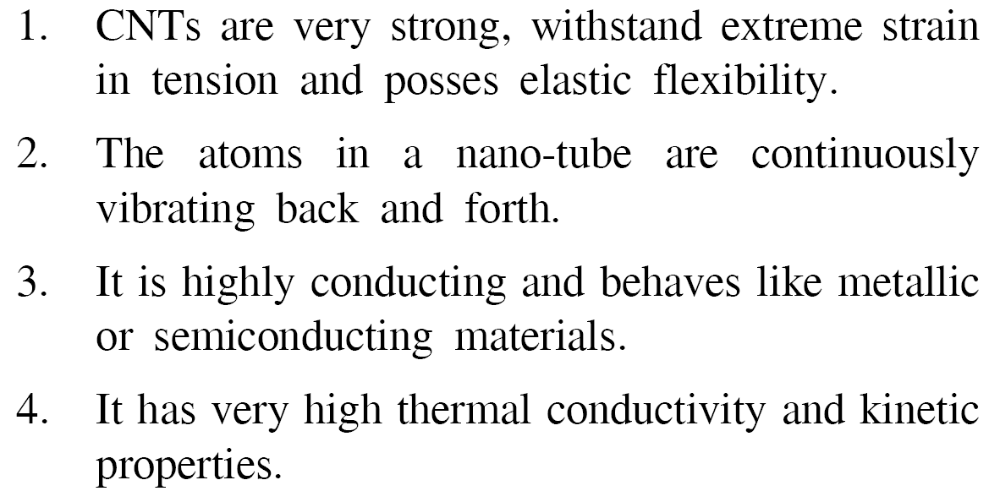 1. CNTs are very strong, withstand extreme strain
in tension and posses elastic flexibility.
2. The atoms in a nano-tube are continuously
vibrating back and forth.
3. It is highly conducting and behaves like metallic
or semiconducting materials.
4. It has very high thermal conductivity and kinetic
properties.